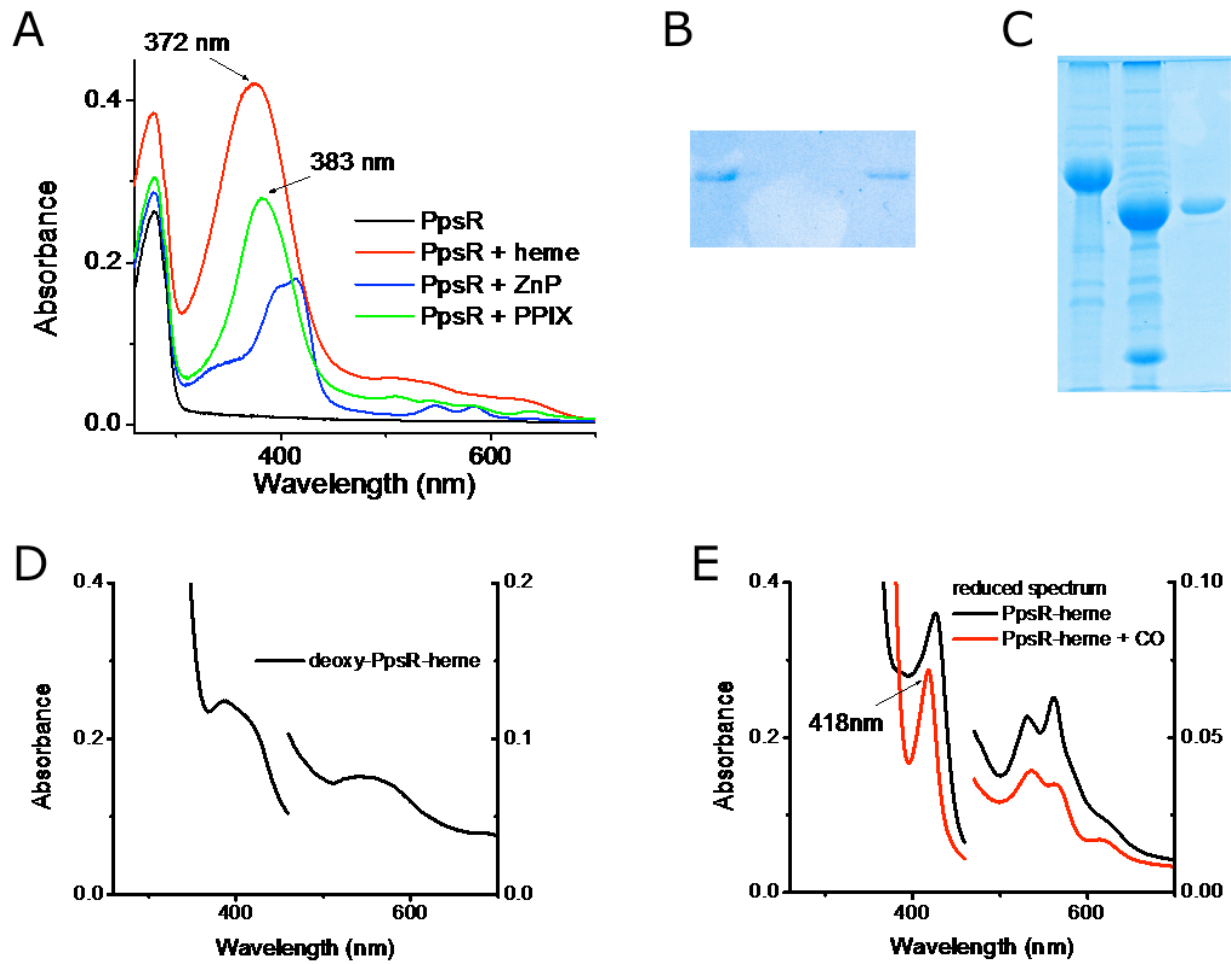 A
B
C
372 nm
383 nm
PpsR
PpsR + heme
PpsR + ZnP
PpsR + PPIX
0.4
0.2
0.0
Absorbance
400
600
Wavelength (nm)
D
0.4
0.2
0.0
Absorbance
deoxy-PpsR-heme
0.2
0.1
0.0
400
600
Wavelength (nm)
E
0.4
0.2
0.0
Absorbance
reduced spectrum
PpsR-heme
PpsR-heme + CO
418nm
0.10
0.05
0.00
400
600
Wavelength (nm)